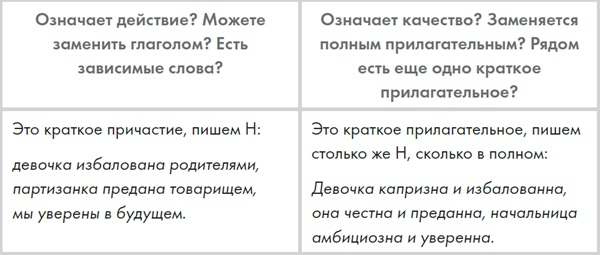 Означает действие? Можете
заменить глаголом? Есть
зависимые слова?
Означает качество? Заменяется
полным прилагательным? Рядом
есть еще одно краткое
прилагательное?
Это краткое причастие, пишем Н:
девочка избалована родителями,
партизанка предана товарищем,
мы уверены в будущем.
Это краткое прилагательное, пишем
столько же Н, сколько в полном:
Девочка капризна и избалованна,
она честна и преданна, начальница
амбициозна и уверенна.